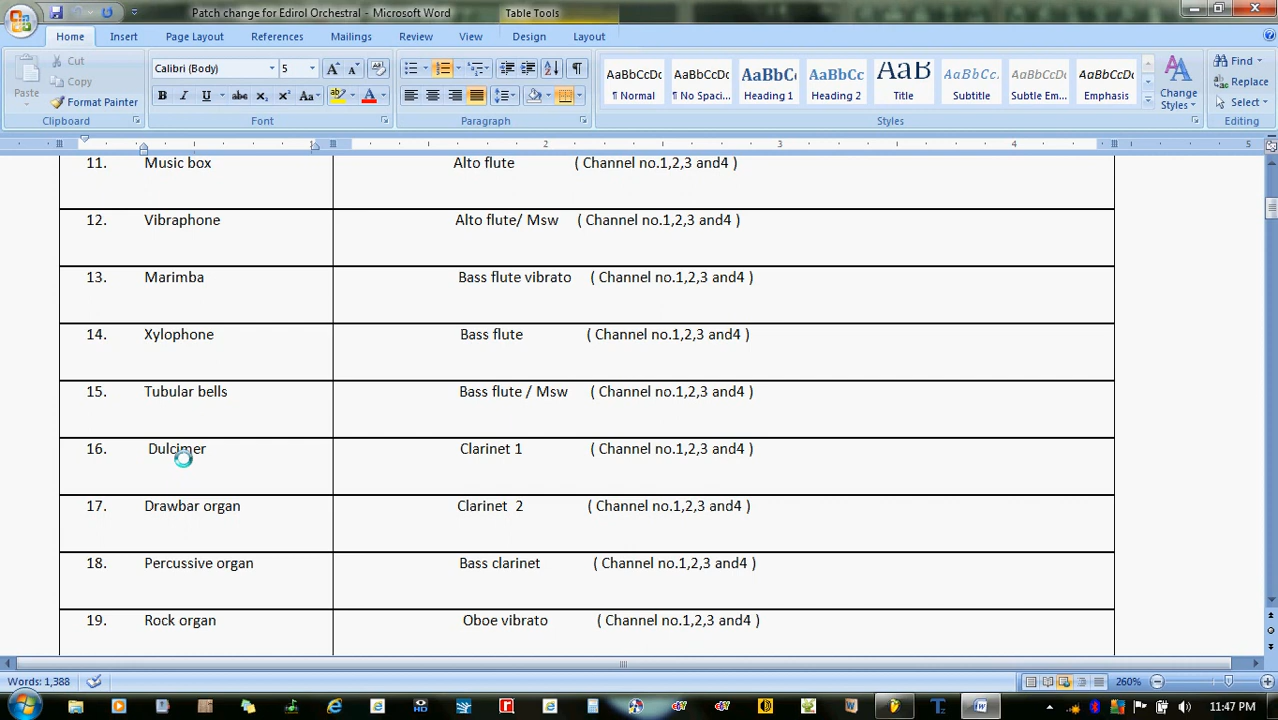 Patch change for Edirol Orchestral - Microsoft Word
Table Tools
Home Insert Page Layout References Mailings Review View Design Layout
Cut
Copy
Format Painter
Paste
Clipboard
Calibri (Body) 5
Font
Paragraph
AaBbCcDc AaBbCcDc AaBbCc AaBbCc AaB AaBbCc. AaBbCcDc AaBbCcDc
¶ Normal ¶ No Spaci... Heading 1 Heading 2 Title Subtitle Subtle Em... Emphasis
Change Styles
Styles
Find
Replace
Select
Editing
1 2 3 4 5
11. Music box Alto flute ( Channel no.1,2,3 and4 )
12. Vibraphone Alto flute/ Msw ( Channel no.1,2,3 and4 )
13. Marimba Bass flute vibrato ( Channel no.1,2,3 and4 )
14. Xylophone Bass flute ( Channel no.1,2,3 and4 )
15. Tubular bells Bass flute / Msw ( Channel no.1,2,3 and4 )
16. Dulcimer Clarinet 1 ( Channel no.1,2,3 and4 )
17. Drawbar organ Clarinet 2 ( Channel no.1,2,3 and4 )
18. Percussive organ Bass clarinet ( Channel no.1,2,3 and4 )
19. Rock organ Oboe vibrato ( Channel no.1,2,3 and4 )
Words: 1,388
260%
11:47 PM